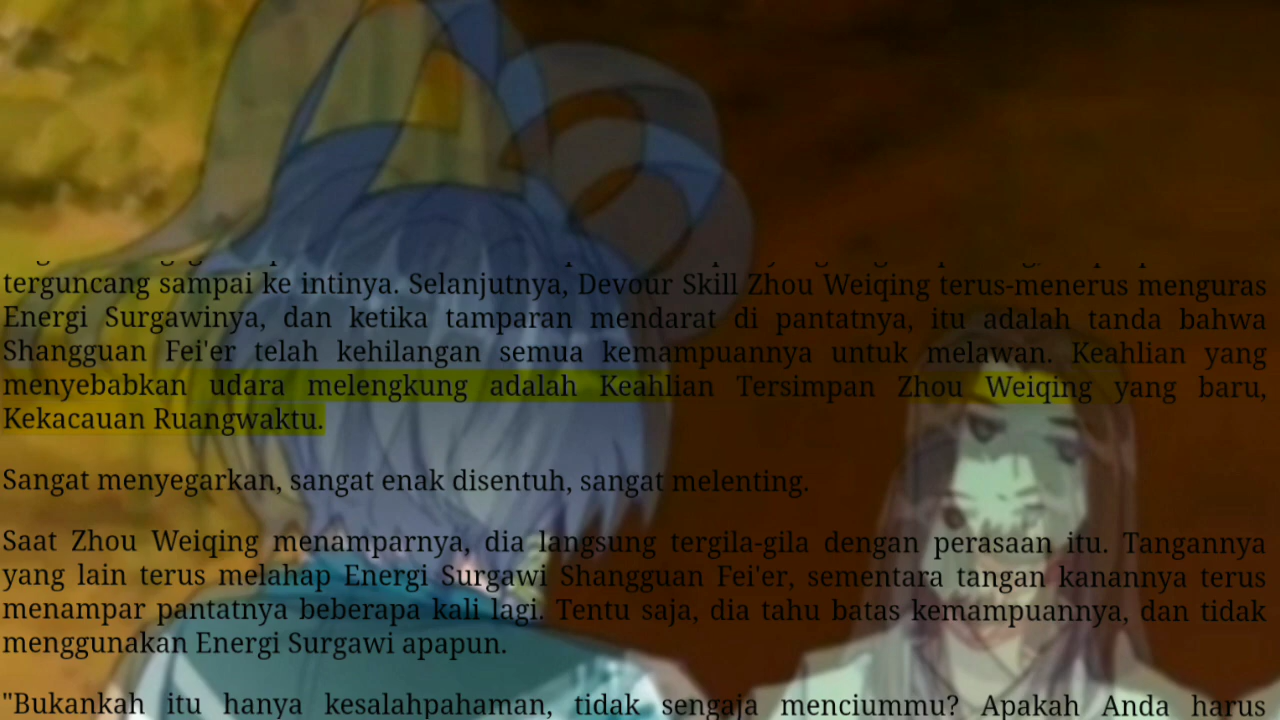 terguncang sampai ke intinya. Selanjutnya, Devour Skill Zhou Weiqing terus-menerus menguras
Energi Surgawinya, dan ketika tamparan mendarat di pantatnya, itu adalah tanda bahwa
Shangguan Fei'er telah kehilangan semua kemampuannya untuk melawan. Keahlian yang
menyebabkan udara melengkung adalah Keahlian Tersimpan Zhou Weiqing yang baru,
Kekacauan Ruangwaktu.
Sangat menyegarkan, sangat enak disentuh, sangat melenting.
Saat Zhou Weiqing menamparnya, dia langsung tergila-gila dengan perasaan itu. Tangannya
yang lain terus melahap Energi Surgawi Shangguan Fei'er, sementara tangan kanannya terus
menampar pantatnya beberapa kali lagi. Tentu saja, dia tahu batas kemampuannya, dan tidak
menggunakan Energi Surgawi apapun.
"Bukankah itu hanya kesalahpahaman, tidak sengaja menciummu? Apakah Anda harus